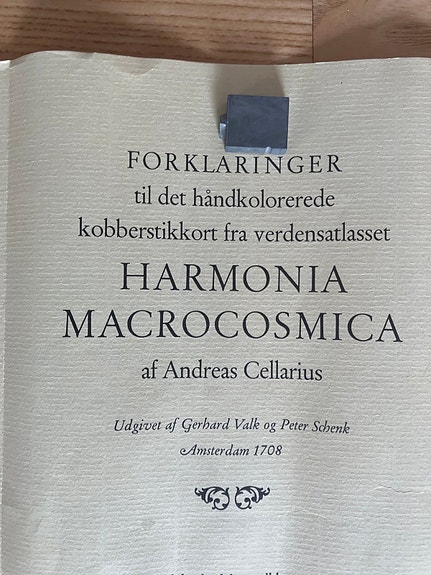 FORKLARINGER
til det håndkolorerede
kobberstikkort fra verdensatlasset
HARMONIA
MACROCOSMICA
af Andreas Cellarius
Udgivet af Gerhard Valk og Peter Schenk
Amsterdam 1708